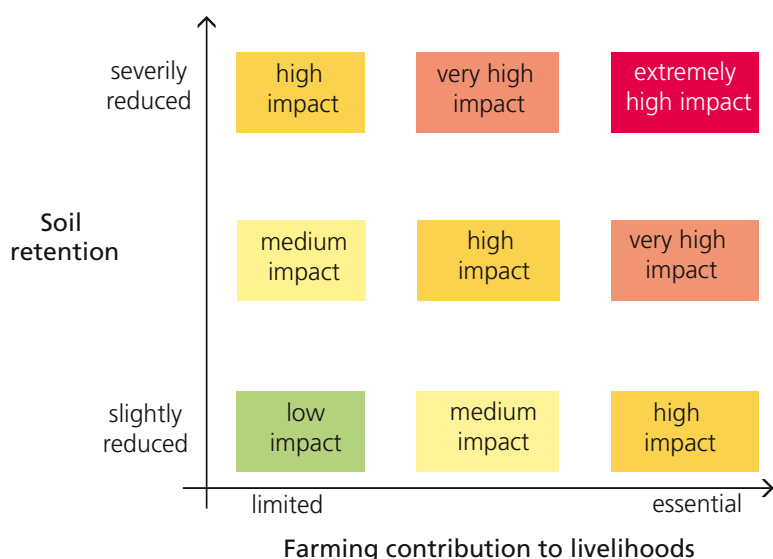 severily
reduced
high
impact
very high
impact
extremely
high impact
Soil
retention
medium
impact
high
impact
very high
impact
slightly
reduced
low
impact
medium
impact
high
impact
limited
essential
Farming contribution to livelihoods